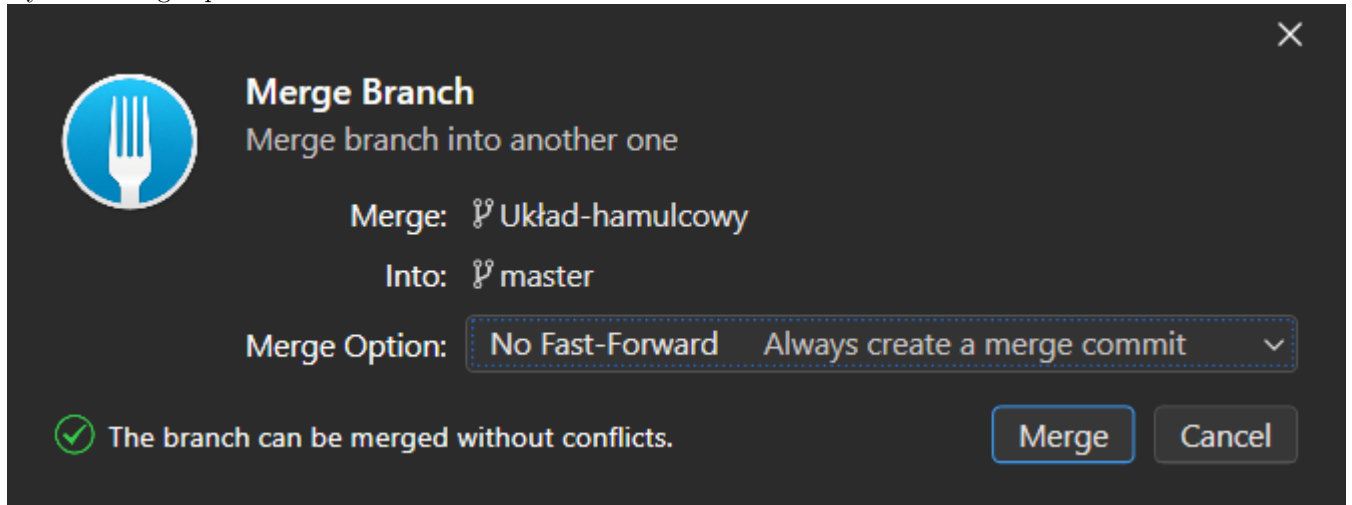 Merge Branch
Merge branch into another one
Merge: Układ-hamulcowy
Into: master
Merge Option: No Fast-Forward Always create a merge commit
The branch can be merged without conflicts.
Merge Cancel